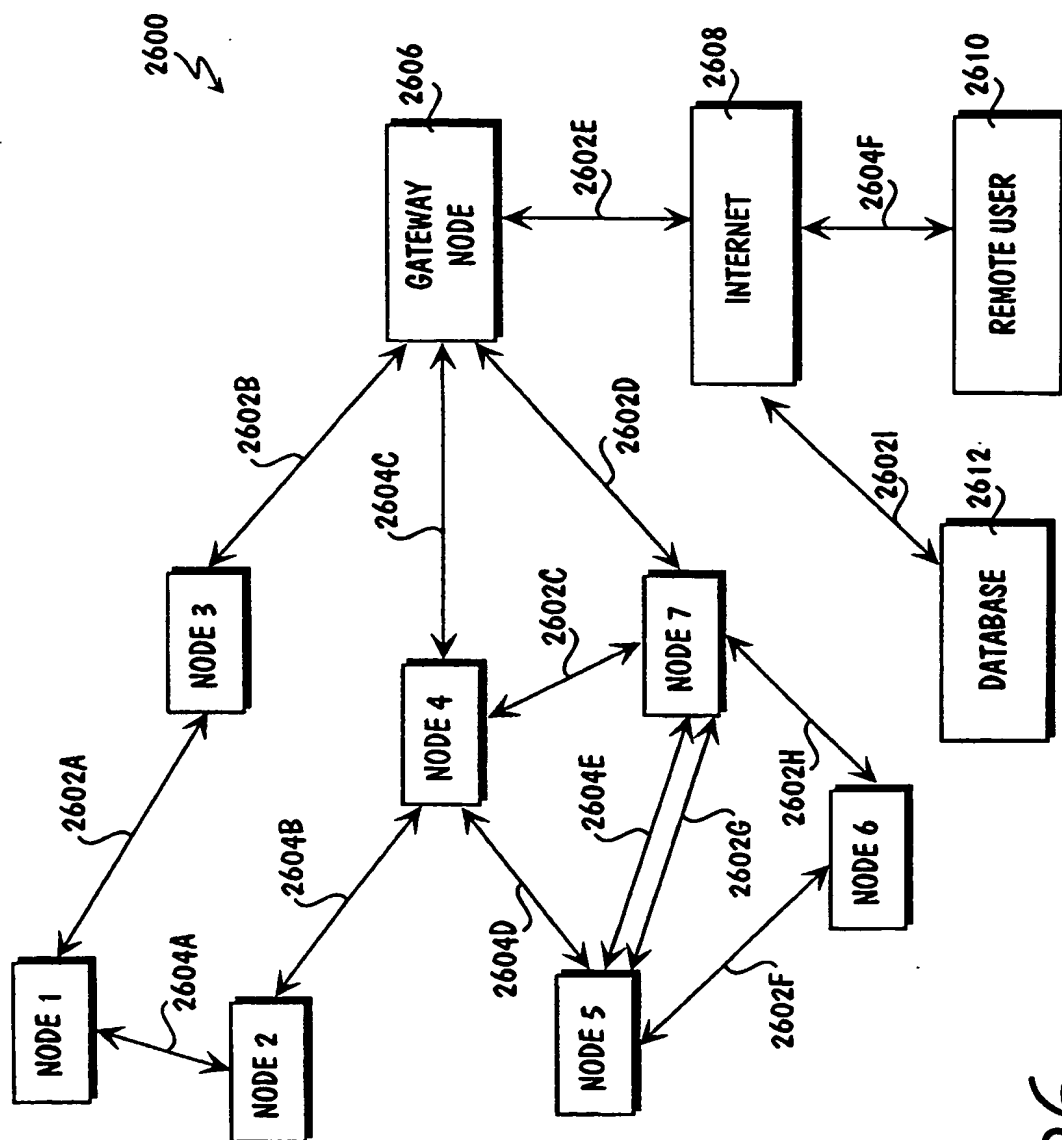 2600
NODE 1
2602A
NODE 3
2602B
GATEWAY
NODE
2606
2604A
NODE 2
2604B
NODE 4
2604C
2602E
2604D
2602C
2602D
INTERNET
2608
NODE 5
2604E
2602G
NODE 7
2604F
2602F
2602H
2602I
NODE 6
DATABASE
2612
REMOTE USER
2610